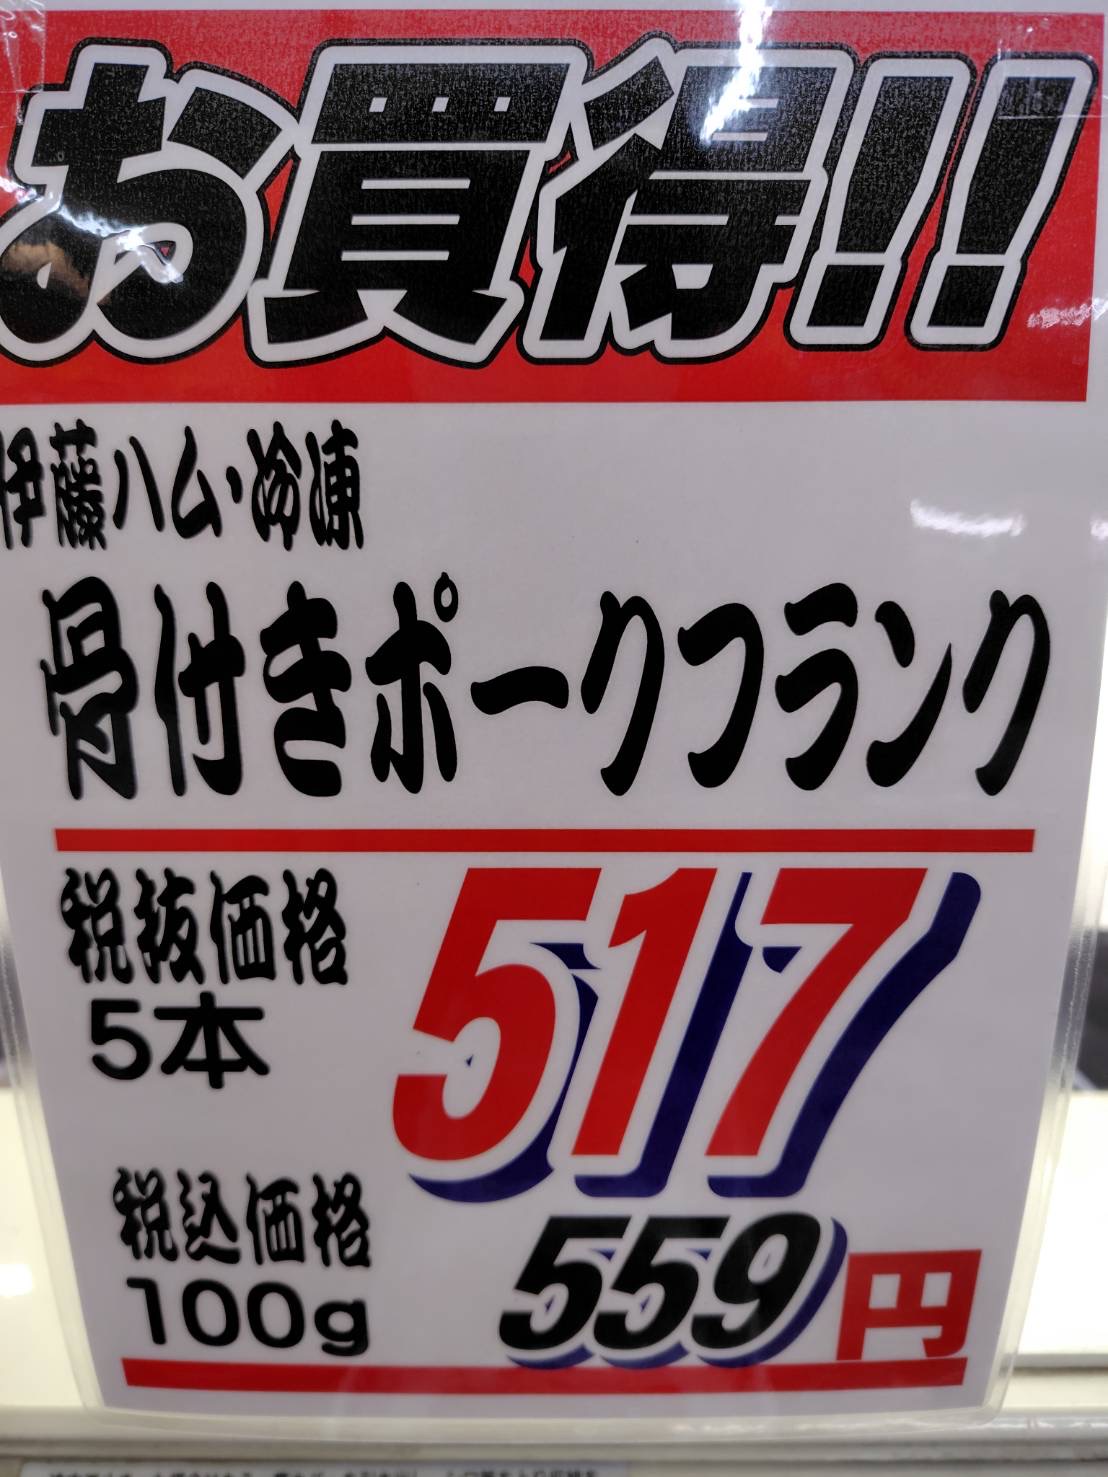 お買得!!
伊藤ハム・冷凍
骨付きポークフランク
税抜価格
5本
517
税込価格
100g
559円